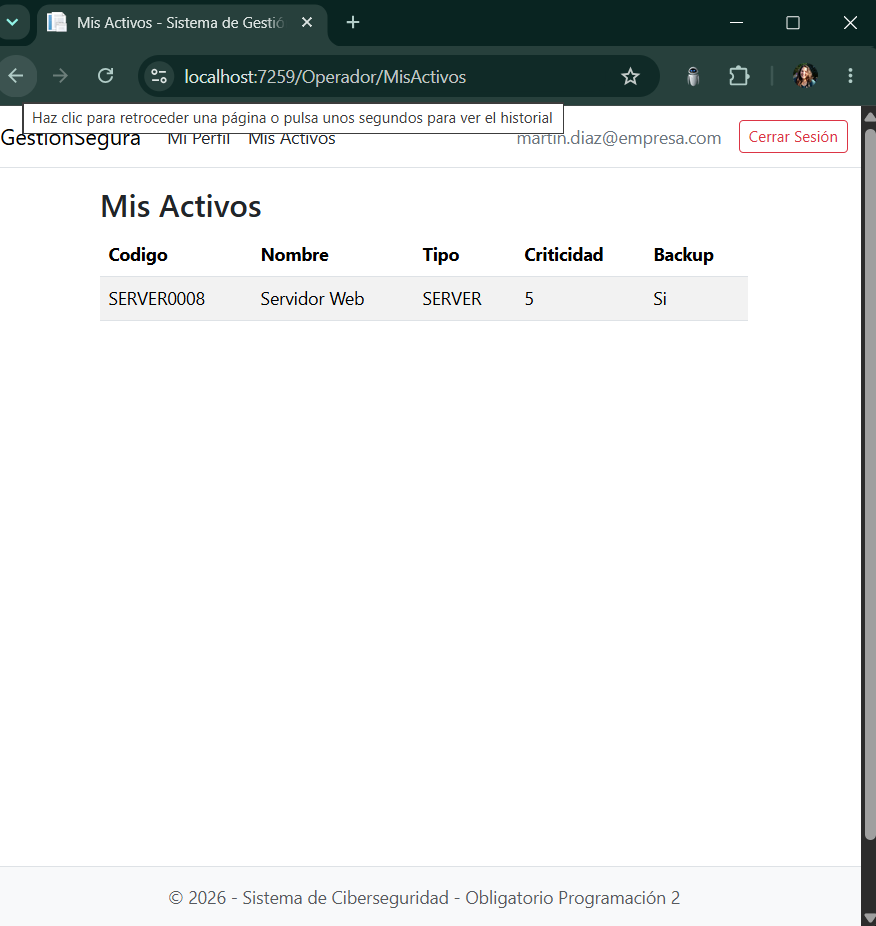 Mis Activos - Sistema de Gestió
localhost:7259/Operador/MisActivos
Haz clic para retroceder una página o pulsa unos segundos para ver el historial
GestionSegura Mi Perfil Mis Activos martin.diaz@empresa.com Cerrar Sesión
Mis Activos
Codigo Nombre Tipo Criticidad Backup
SERVER0008 Servidor Web SERVER 5 Si
© 2026 - Sistema de Ciberseguridad - Obligatorio Programación 2